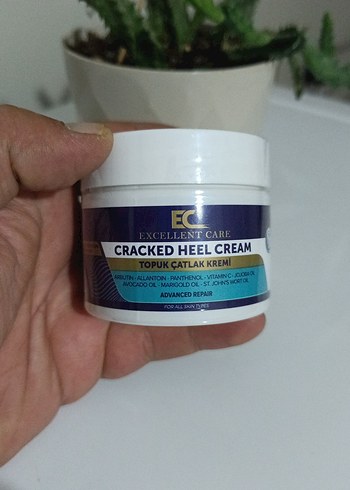 EC
EXCELLENT CARE
CRACKED HEEL CREAM
TOPUK ÇATLAK KREMİ
ARBUTIN - ALLANTOIN - PANTHENOL - VITAMIN C - JOJOBA OIL
AVOCADO OIL - MARIGOLD OIL - ST. JOHN'S WORT OIL
ADVANCED REPAIR
FOR ALL SKIN TYPES